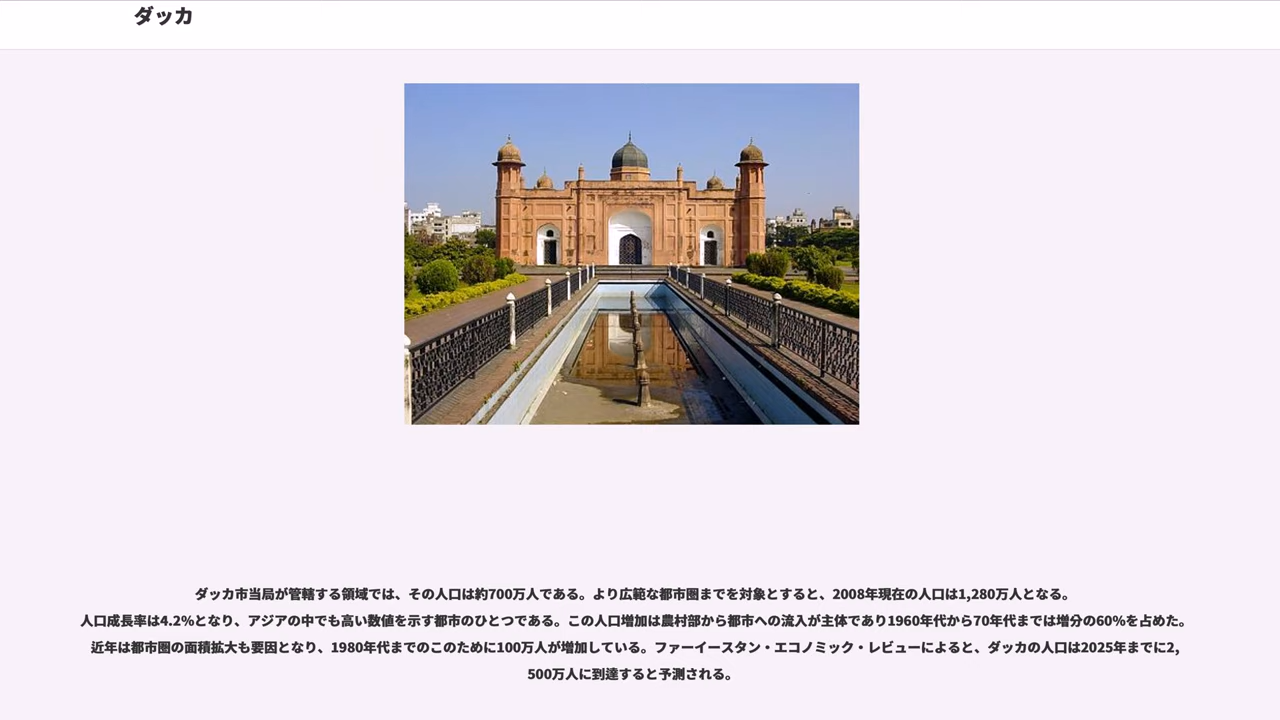 ダッカ
ダッカ市当局が管轄する領域では、その人口は約700万人である。より広範な都市圏までを対象とすると、2008年現在の人口は1,280万人となる。
人口成長率は4.2%となり、アジアの中でも高い数値を示す都市のひとつである。この人口増加は農村部から都市への流入が主体であり1960年代から70年代までは増分の60%を占めた。
近年は都市圏の面積拡大も要因となり、1980年代までのこのために100万人が増加している。ファーイースタン・エコノミック・レビューによると、ダッカの人口は2025年までに2,
500万人に到達すると予測される。